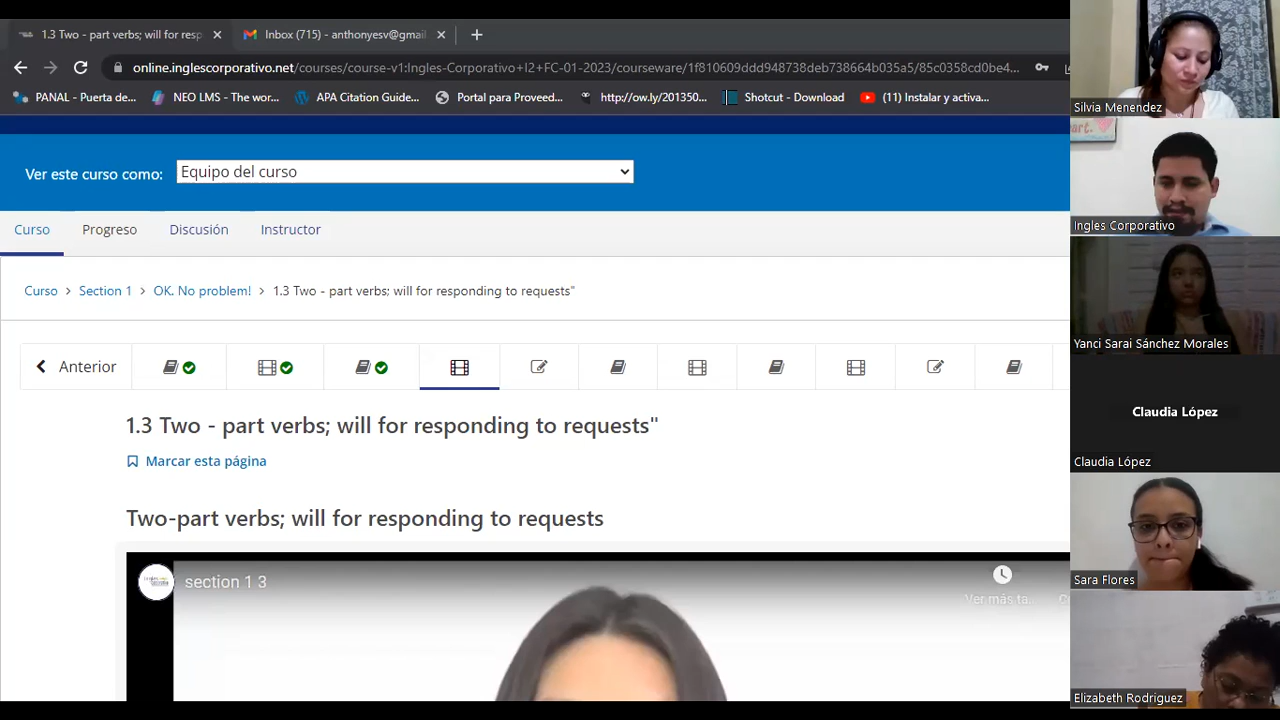 1.3 Two - part verbs; will for resp
Inbox (715) - anthonyesv@gmail
online.inglescorporativo.net/courses/course-v1:Ingles-Corporativo+I2+FC-01-2023/courseware/1f810609ddd948738deb738664b035a5/85c0358cd0be4...
PANAL - Puerta de...
NEO LMS - The wor...
APA Citation Guide...
Portal para Proveed...
http://ow.ly/201350...
Shotcut - Download
(11) Instalar y activa...
Ver este curso como:
Equipo del curso
Curso
Progreso
Discusión
Instructor
Curso > Section 1 > OK. No problem! > 1.3 Two - part verbs; will for responding to requests"
Anterior
1.3 Two - part verbs; will for responding to requests"
Marcar esta página
Two-part verbs; will for responding to requests
section 1 3
Ver más ta...
Silvia Menendez
art.
Ingles Corporativo
Yanci Sarai Sánchez Morales
Claudia López
Claudia López
Sara Flores
Elizabeth Rodriguez